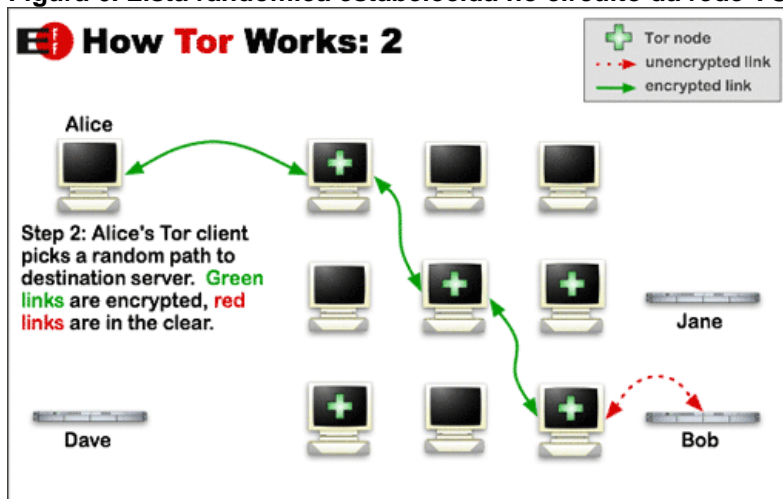 How Tor Works: 2
Tor node
unencrypted link
encrypted link
Alice
Step 2: Alice's Tor client
picks a random path to
destination server. Green
links are encrypted, red
links are in the clear.
Jane
Dave
Bob